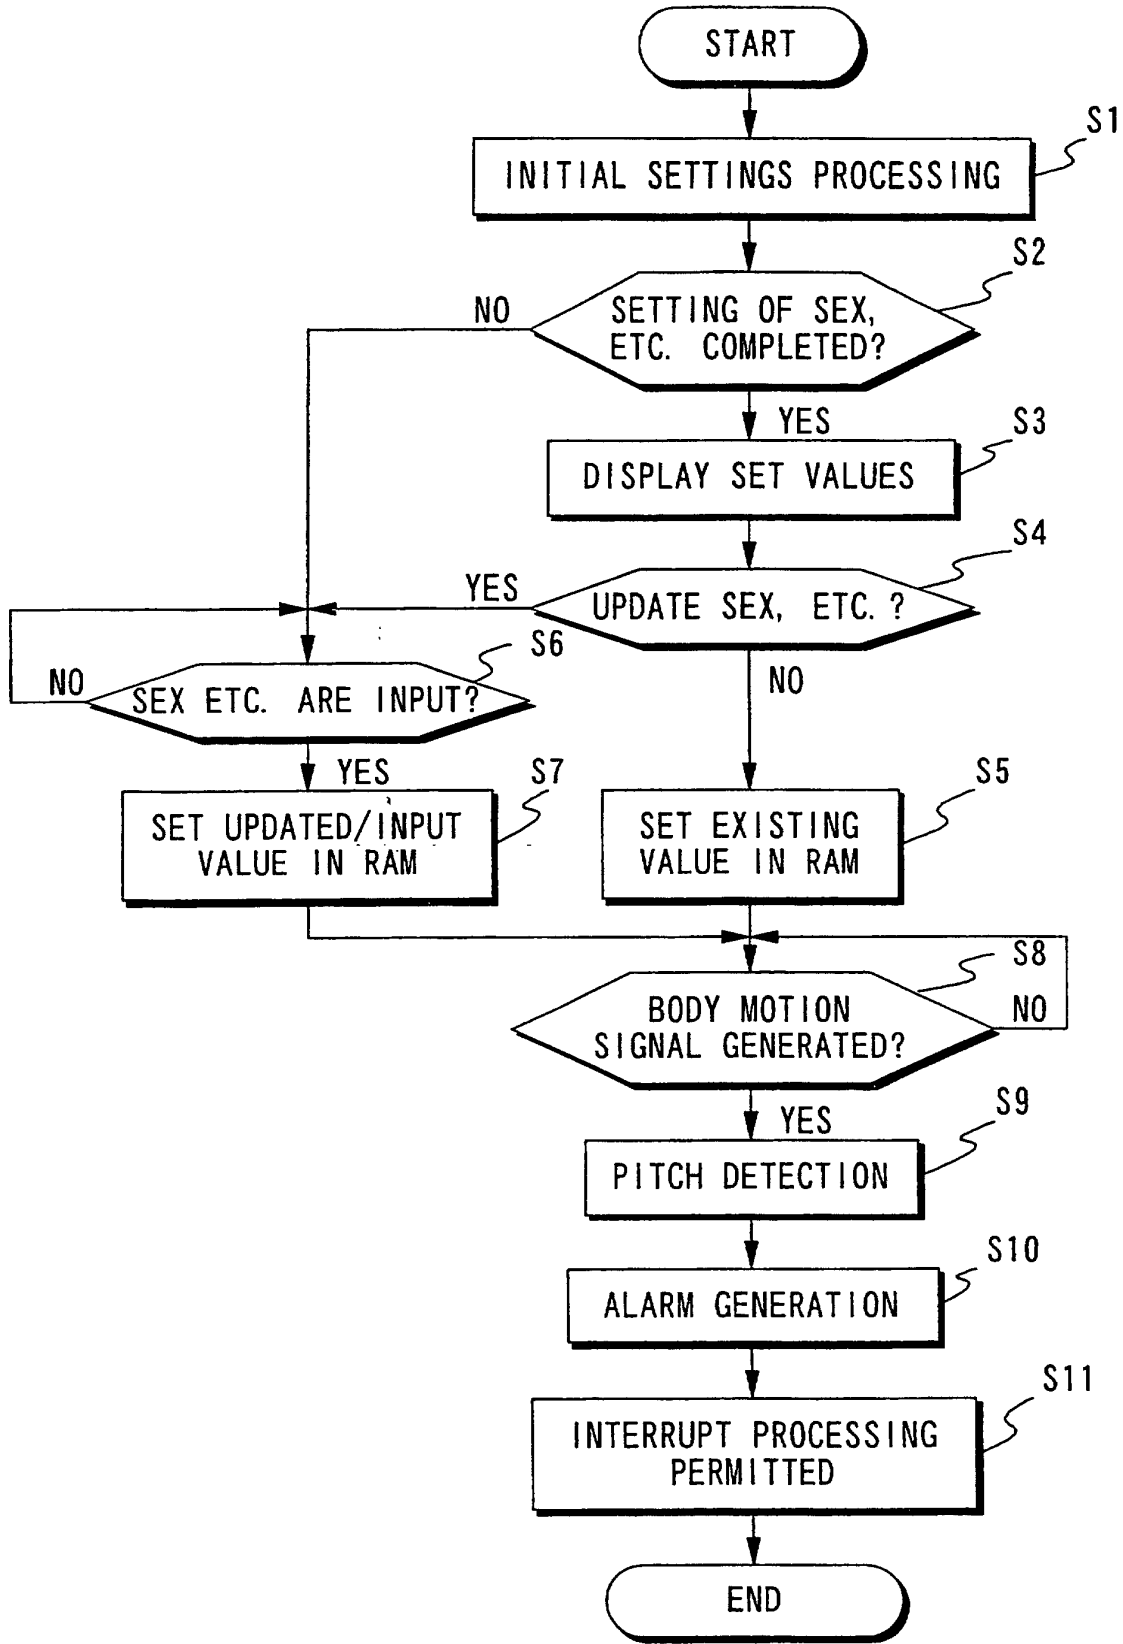 START
S1
INITIAL SETTINGS PROCESSING
S2
NO
SETTING OF SEX,
ETC. COMPLETED?
YES
S3
DISPLAY SET VALUES
S4
YES
UPDATE SEX, ETC. ?
S6
NO
SEX ETC. ARE INPUT?
NO
YES
S7
S5
SET UPDATED/INPUT
VALUE IN RAM
SET EXISTING
VALUE IN RAM
S8
BODY MOTION
SIGNAL GENERATED?
NO
YES
S9
PITCH DETECTION
S10
ALARM GENERATION
S11
INTERRUPT PROCESSING
PERMITTED
END